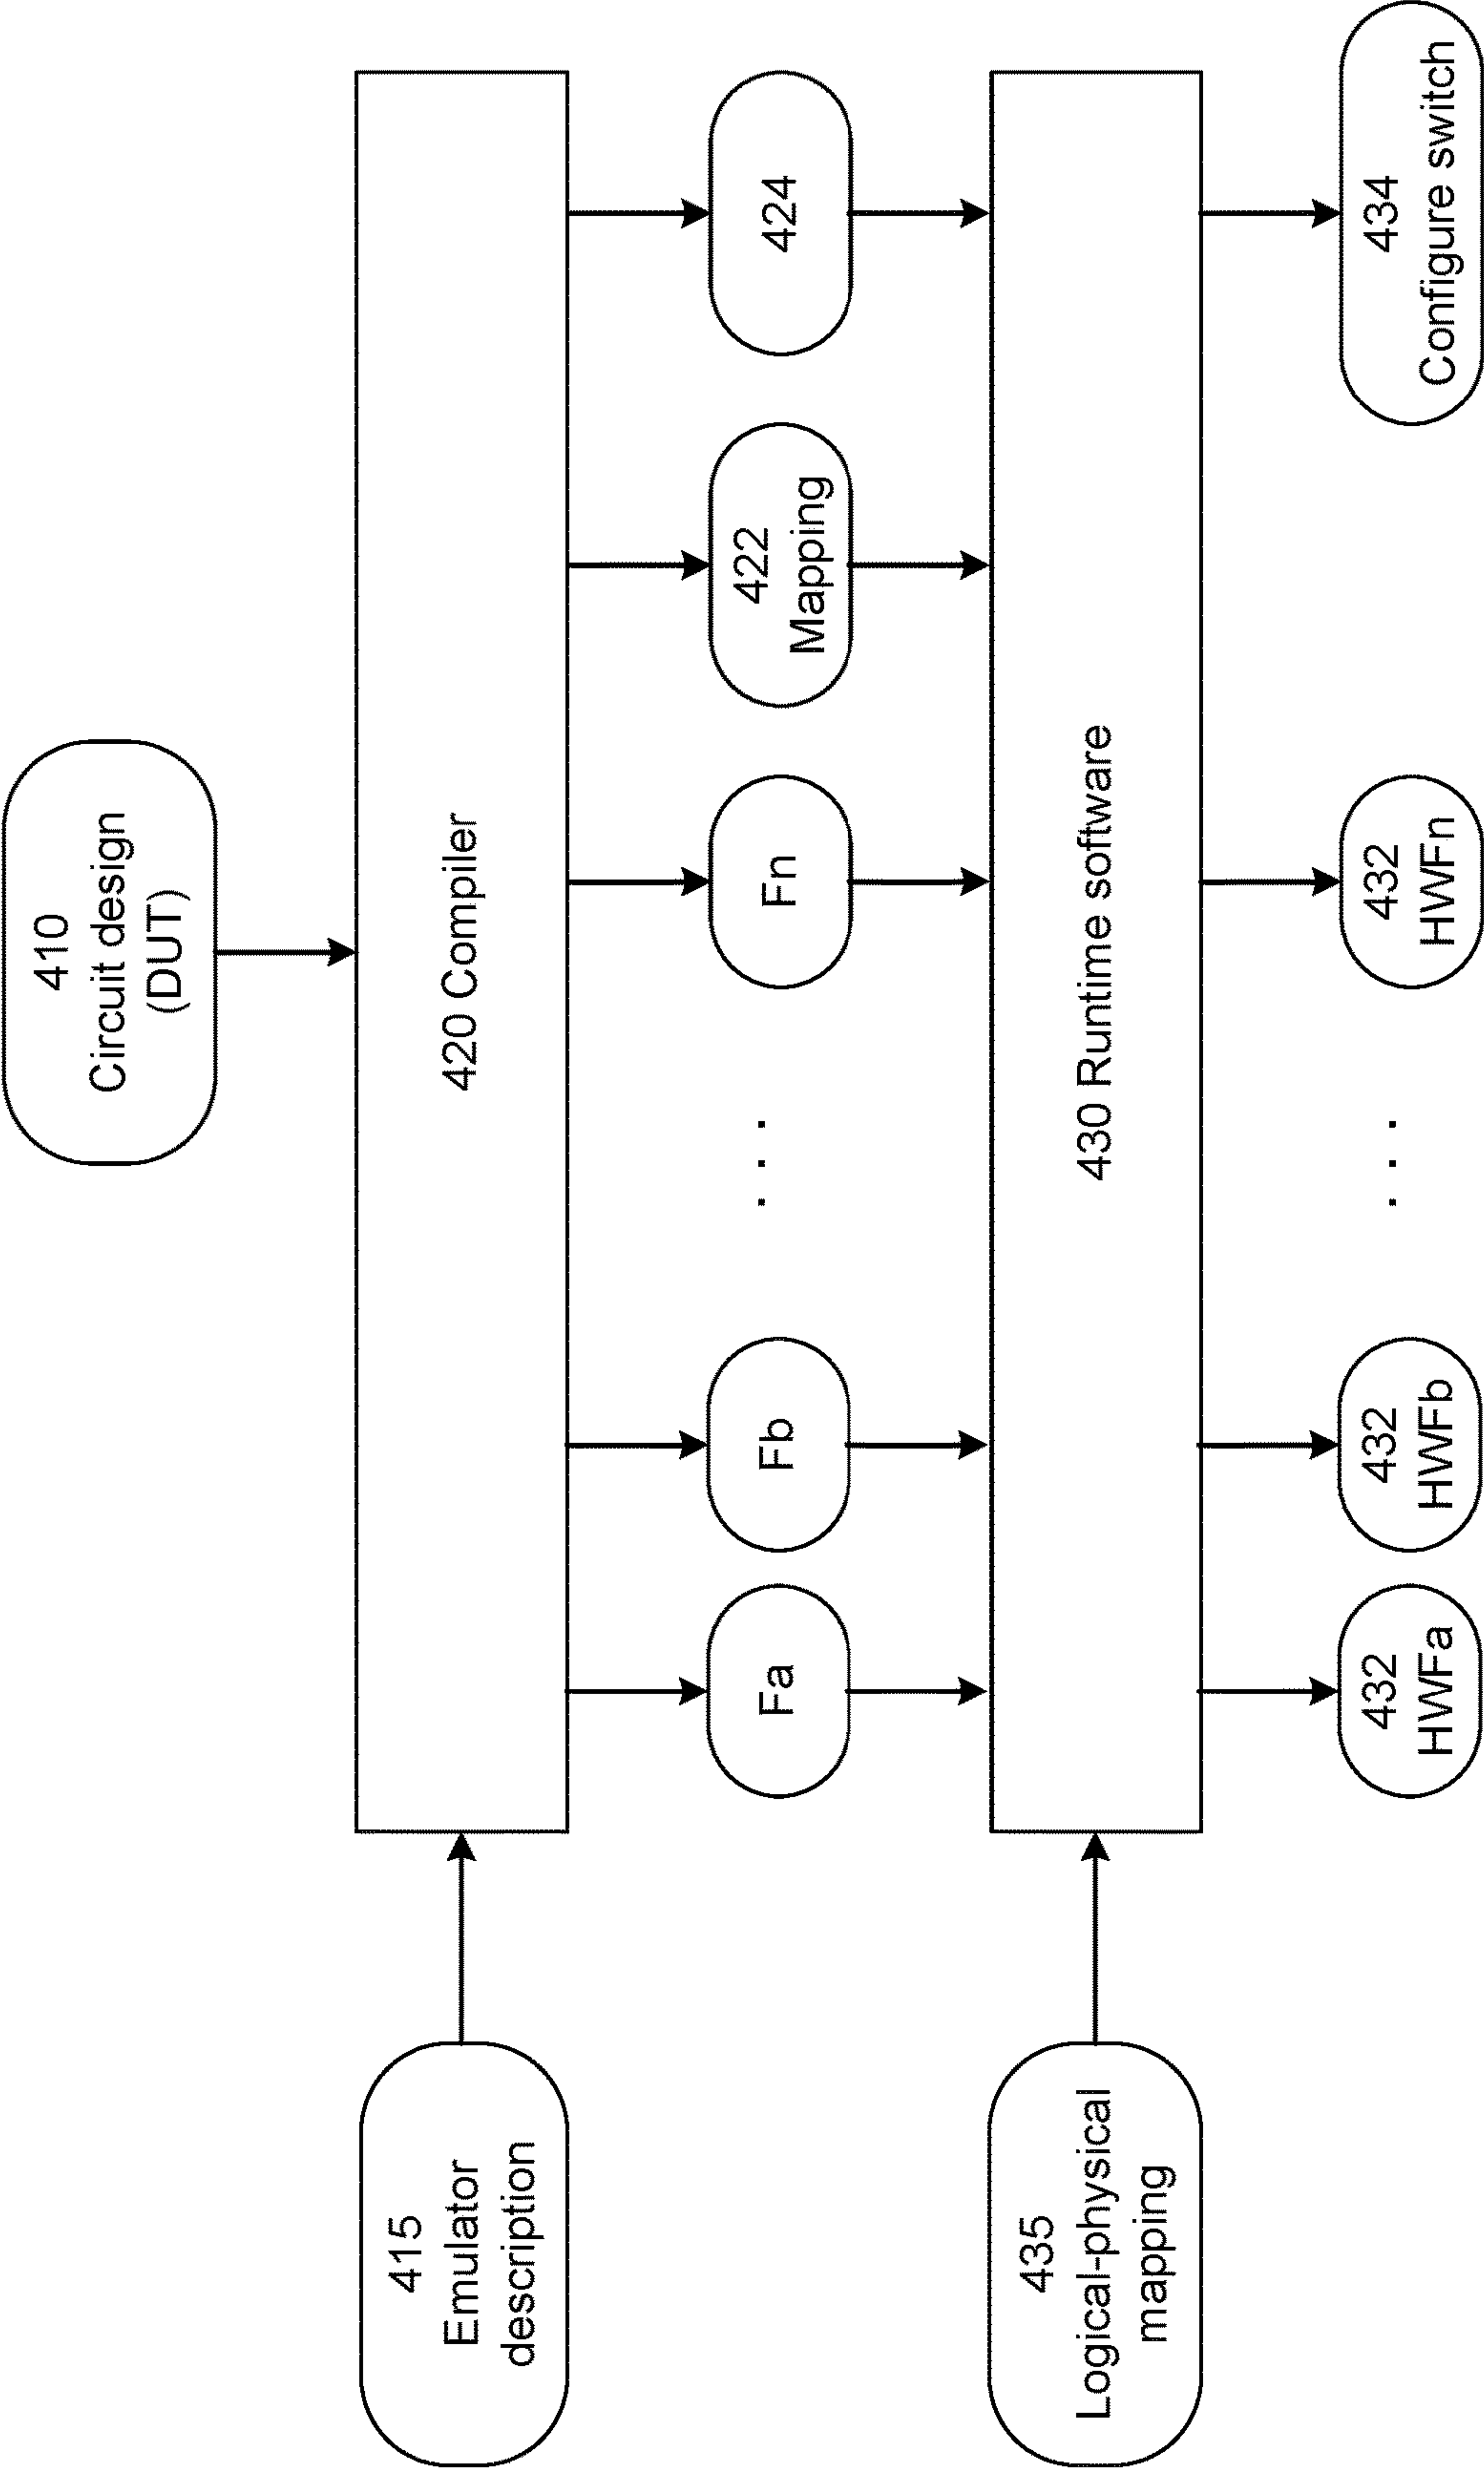 410
Circuit design
(DUT)
415
Emulator
description
420 Compiler
Fa
Fb
. . .
Fn
422
Mapping
424
435
Logical-physical
mapping
430 Runtime software
432
HWFa
432
HWFb
. . .
432
HWFn
434
Configure switch